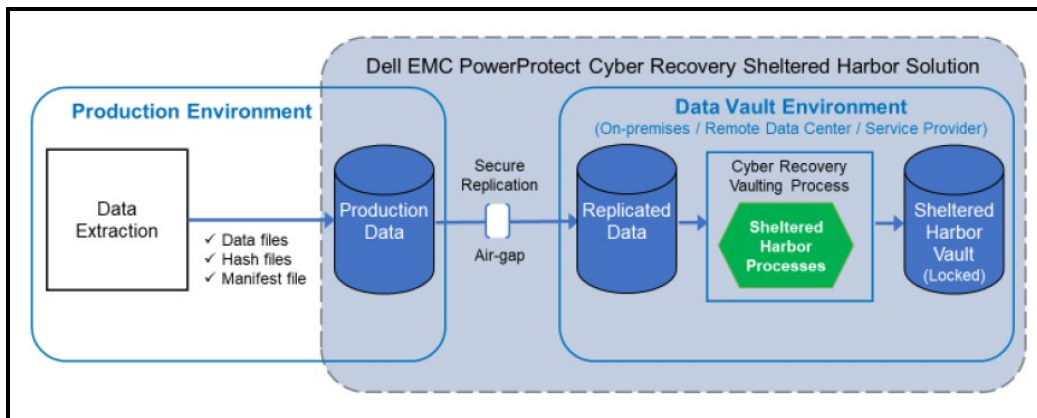 Dell EMC PowerProtect Cyber Recovery Sheltered Harbor Solution
Production Environment
Data
Extraction
✓ Data files
✓ Hash files
✓ Manifest file
Production
Data
Secure
Replication
Air-gap
Data Vault Environment
(On-premises / Remote Data Center / Service Provider)
Replicated
Data
Cyber Recovery
Vaulting Process
Sheltered
Harbor
Processes
Sheltered
Harbor
Vault
(Locked)